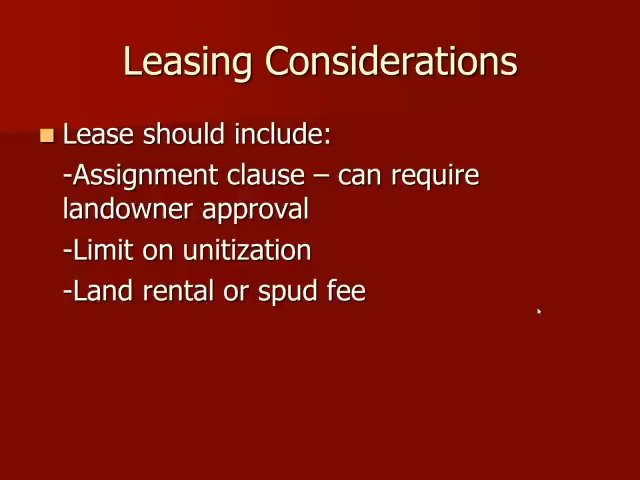 Leasing Considerations
Lease should include:
-Assignment clause – can require
landowner approval
-Limit on unitization
-Land rental or spud fee